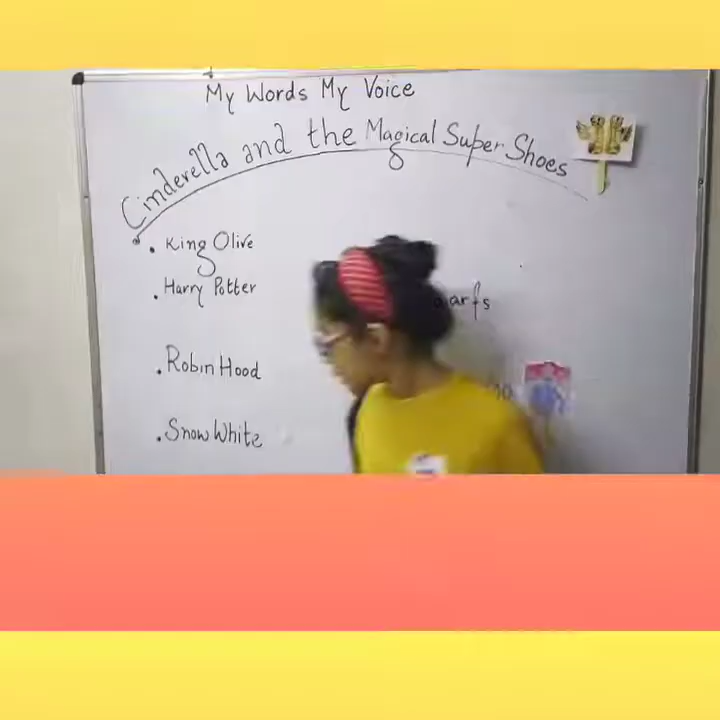 My Words My Voice
Cinderella and the Magical Super Shoes
. King Olive
. Harry Potter
arfs
. Robin Hood
. Snow White